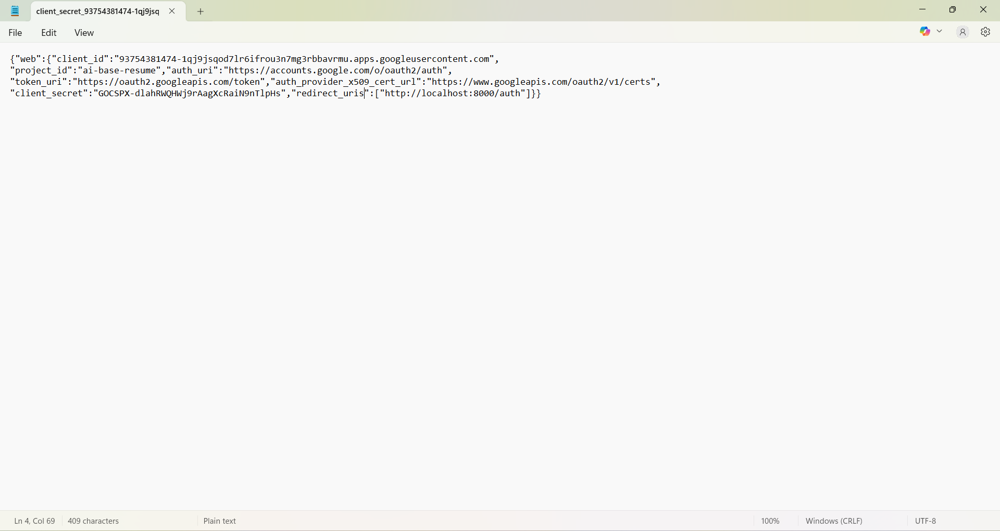 client_secret_93754381474-1qj9jsq
File Edit View
{"web":{"client_id":"93754381474-1qj9jsqod7lr6ifrou3n7mg3rbbavrmu.apps.googleusercontent.com",
"project_id":"ai-base-resume","auth_uri":"https://accounts.google.com/o/oauth2/auth",
"token_uri":"https://oauth2.googleapis.com/token","auth_provider_x509_cert_url":"https://www.googleapis.com/oauth2/v1/certs",
"client_secret":"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","redirect_uris":["http://localhost:8000/auth"]}}
Ln 4, Col 69 409 characters Plain text 100% Windows (CRLF) UTF-8